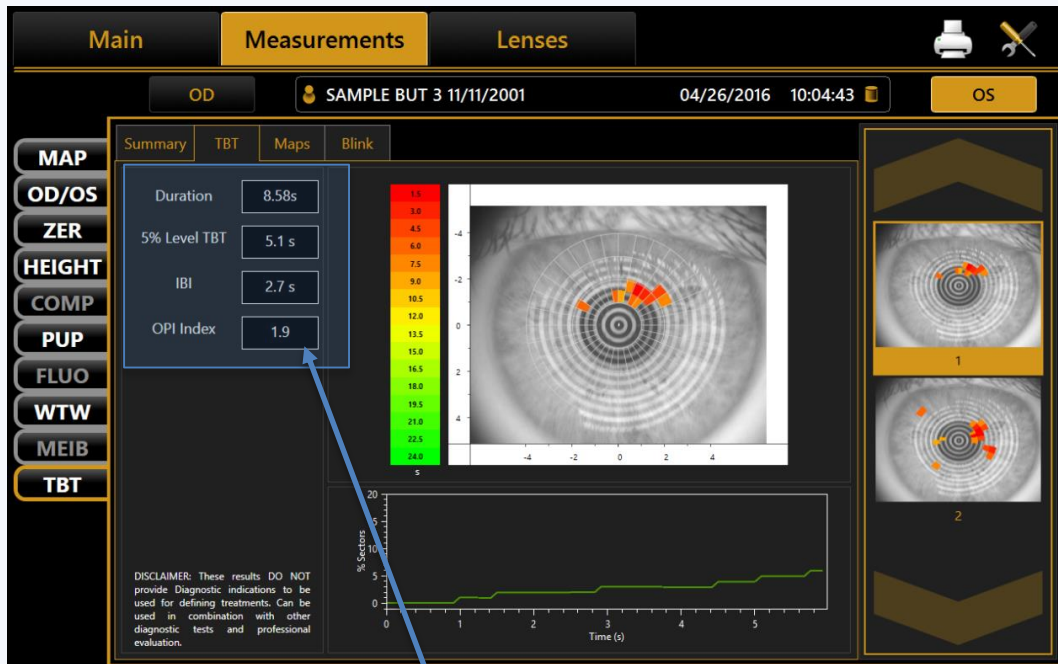 Main Measurements Lenses
OD SAMPLE BUT 3 11/11/2001 04/26/2016 10:04:43 OS
MAP
OD/OS
ZER
HEIGHT
COMP
PUP
FLUO
WTW
MEIB
TBT
Summary TBT Maps Blink
Duration 8.58s
5% Level TBT 5.1 s
IBI 2.7 s
OPI Index 1.9
DISCLAIMER: These results DO NOT
provide Diagnostic indications to be
used for defining treatments. Can be
used in combination with other
diagnostic tests and professional
evaluation.
1.5
3.0
4.5
6.0
7.5
9.0
10.5
12.0
13.5
15.0
16.5
18.0
19.5
21.0
22.5
24.0
s
-4
-2
0
2
4
-4 -2 0 2 4
20
5
10
5
0
% Sectors
0 1 2 3 4 5
Time (s)
1
2